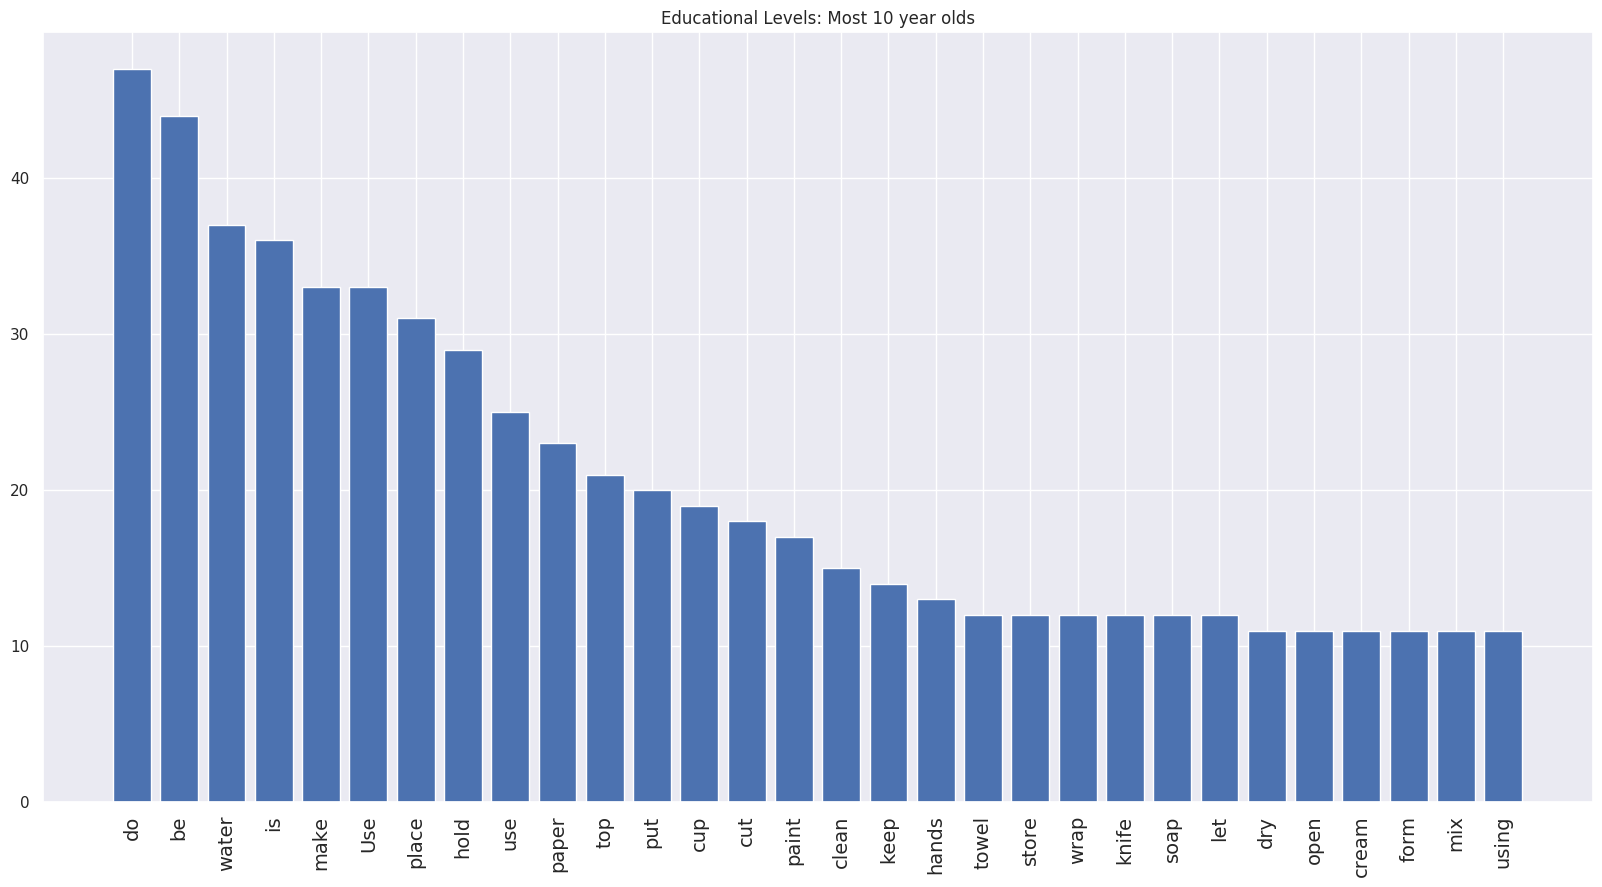 Educational Levels: Most 10 year olds
40
30
20
10
0
do
be
water
is
make
Use
place
hold
use
paper
top
put
cup
cut
paint
clean
keep
hands
towel
store
wrap
knife
soap
let
dry
open
cream
form
mix
using